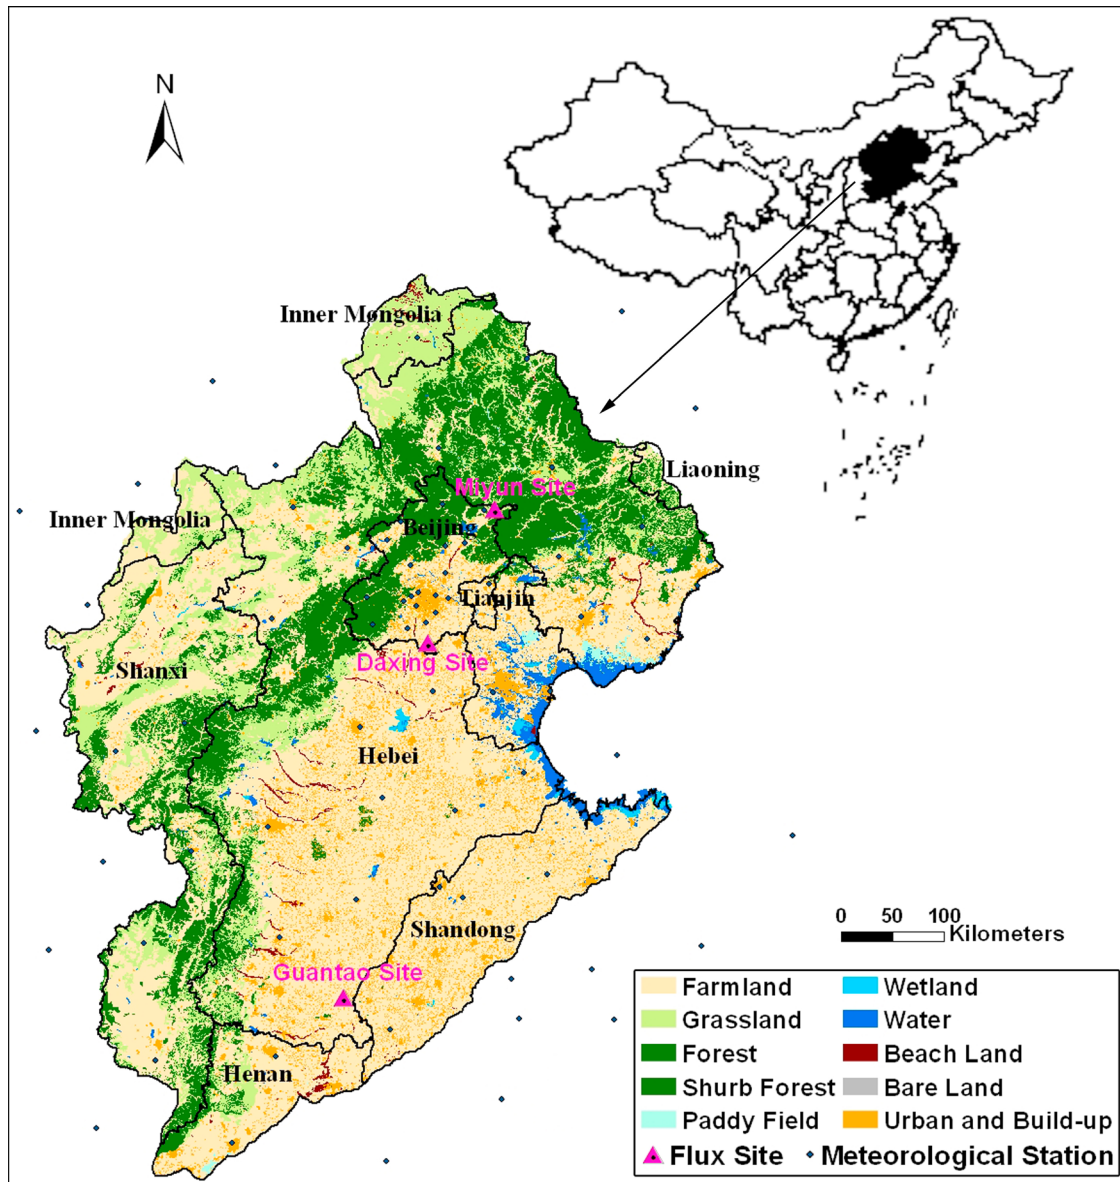 N
Inner Mongolia
Liaoning
Miyun Site
Inner Mongolia
Beijing
Tianjin
Daxing Site
Shanxi
Hebei
Shandong
0 50 100
Kilometers
Guantao Site
Henan
Farmland
Wetland
Grassland
Water
Forest
Beach Land
Shurb Forest
Bare Land
Paddy Field
Urban and Build-up
Flux Site
Meteorological Station